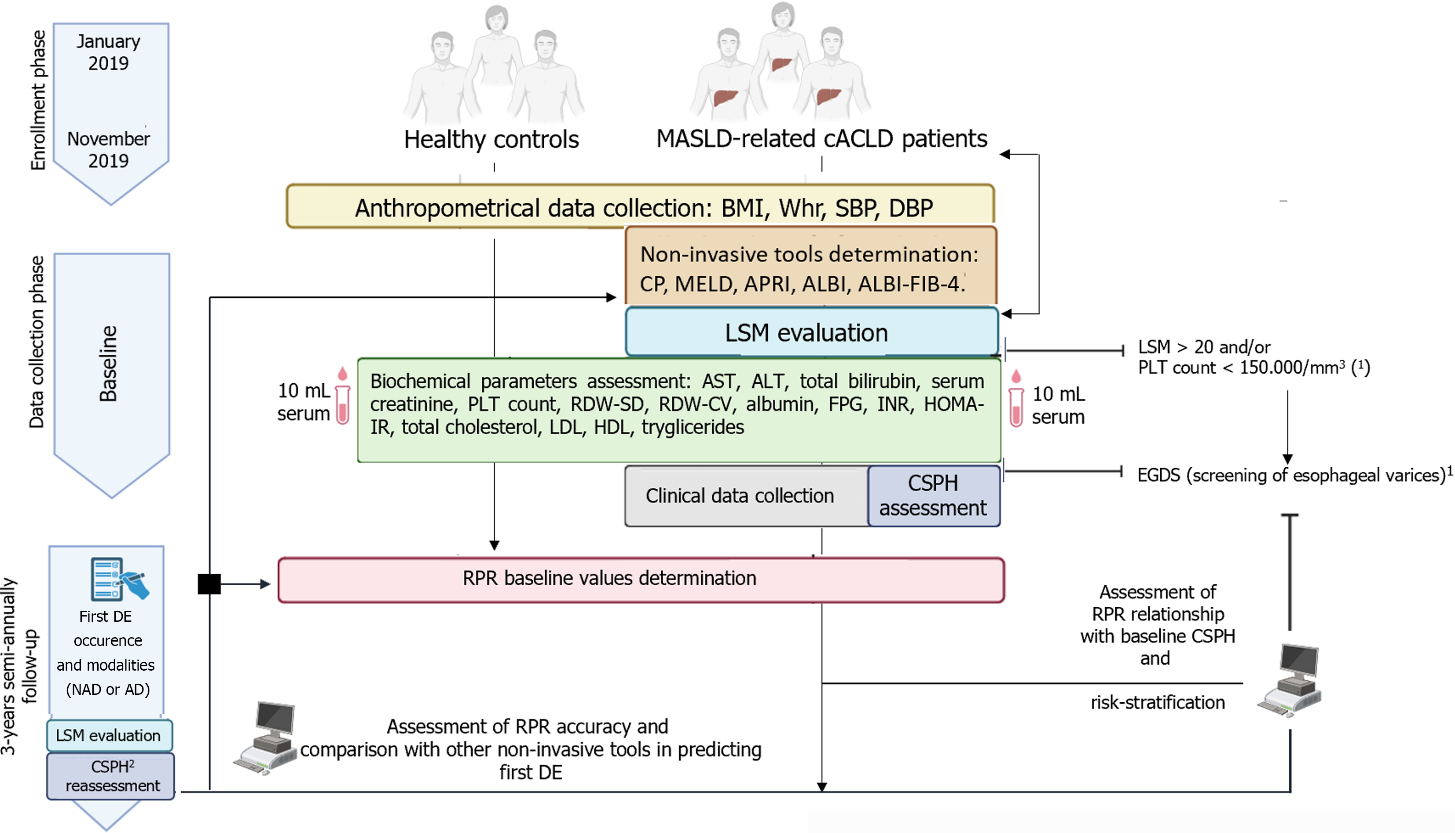 Enrollment phase
January
2019
November
2019
Healthy controls
MASLD-related cACLD patients
Anthropometrical data collection: BMI, Whr, SBP, DBP
Non-invasive tools determination:
CP, MELD, APRI, ALBI, ALBI-FIB-4.
LSM evaluation
Data collection phase
Baseline
LSM > 20 and/or
PLT count < 150.000/mm³ (¹)
10 mL
serum
Biochemical parameters assessment: AST, ALT, total bilirubin, serum
creatinine, PLT count, RDW-SD, RDW-CV, albumin, FPG, INR, HOMA-
IR, total cholesterol, LDL, HDL, tryglicerides
10 mL
serum
Clinical data collection
CSPH
assessment
EGDS (screening of esophageal varices)¹
RPR baseline values determination
3-years semi-annually
follow-up
First DE
occurence
and modalities
(NAD or AD)
LSM evaluation
CSPH²
reassessment
Assessment of
RPR relationship
with baseline CSPH
and
risk-stratification
Assessment of RPR accuracy and
comparison with other non-invasive tools in predicting
first DE